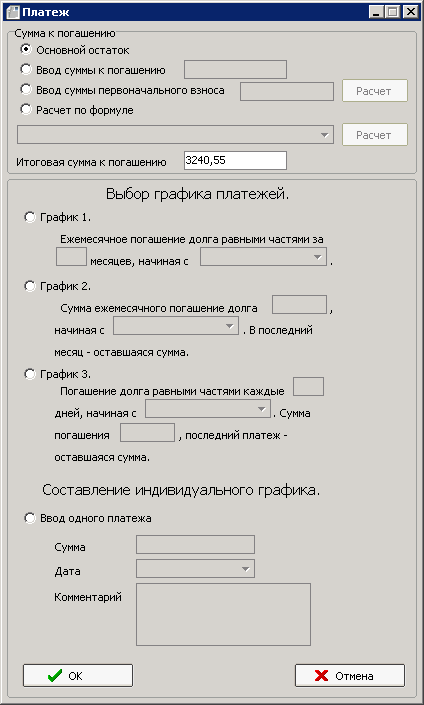 Платеж
Сумма к погашению
Основной остаток
Ввод суммы к погашению
Ввод суммы первоначального взноса
Расчет
Расчет по формуле
Расчет
Итоговая сумма к погашению 3240,55
Выбор графика платежей.
График 1.
Ежемесячное погашение долга равными частями за
месяцев, начиная с .
График 2.
Сумма ежемесячного погашение долга ,
начиная с . В последний
месяц - оставшаяся сумма.
График 3.
Погашение долга равными частями каждые
дней, начиная с . Сумма
погашения , последний платеж -
оставшаяся сумма.
Составление индивидуального графика.
Ввод одного платежа
Сумма
Дата
Комментарий
OK Отмена